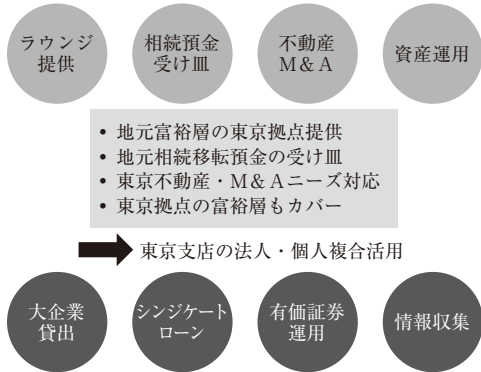 ラウンジ
提供
相続預金
受け皿
不動産
M&A
資産運用
• 地元富裕層の東京拠点提供
• 地元相続移転預金の受け皿
• 東京不動産・M&Aニーズ対応
• 東京拠点の富裕層もカバー
東京支店の法人・個人複合活用
大企業
貸出
シンジケート
ローン
有価証券
運用
情報収集